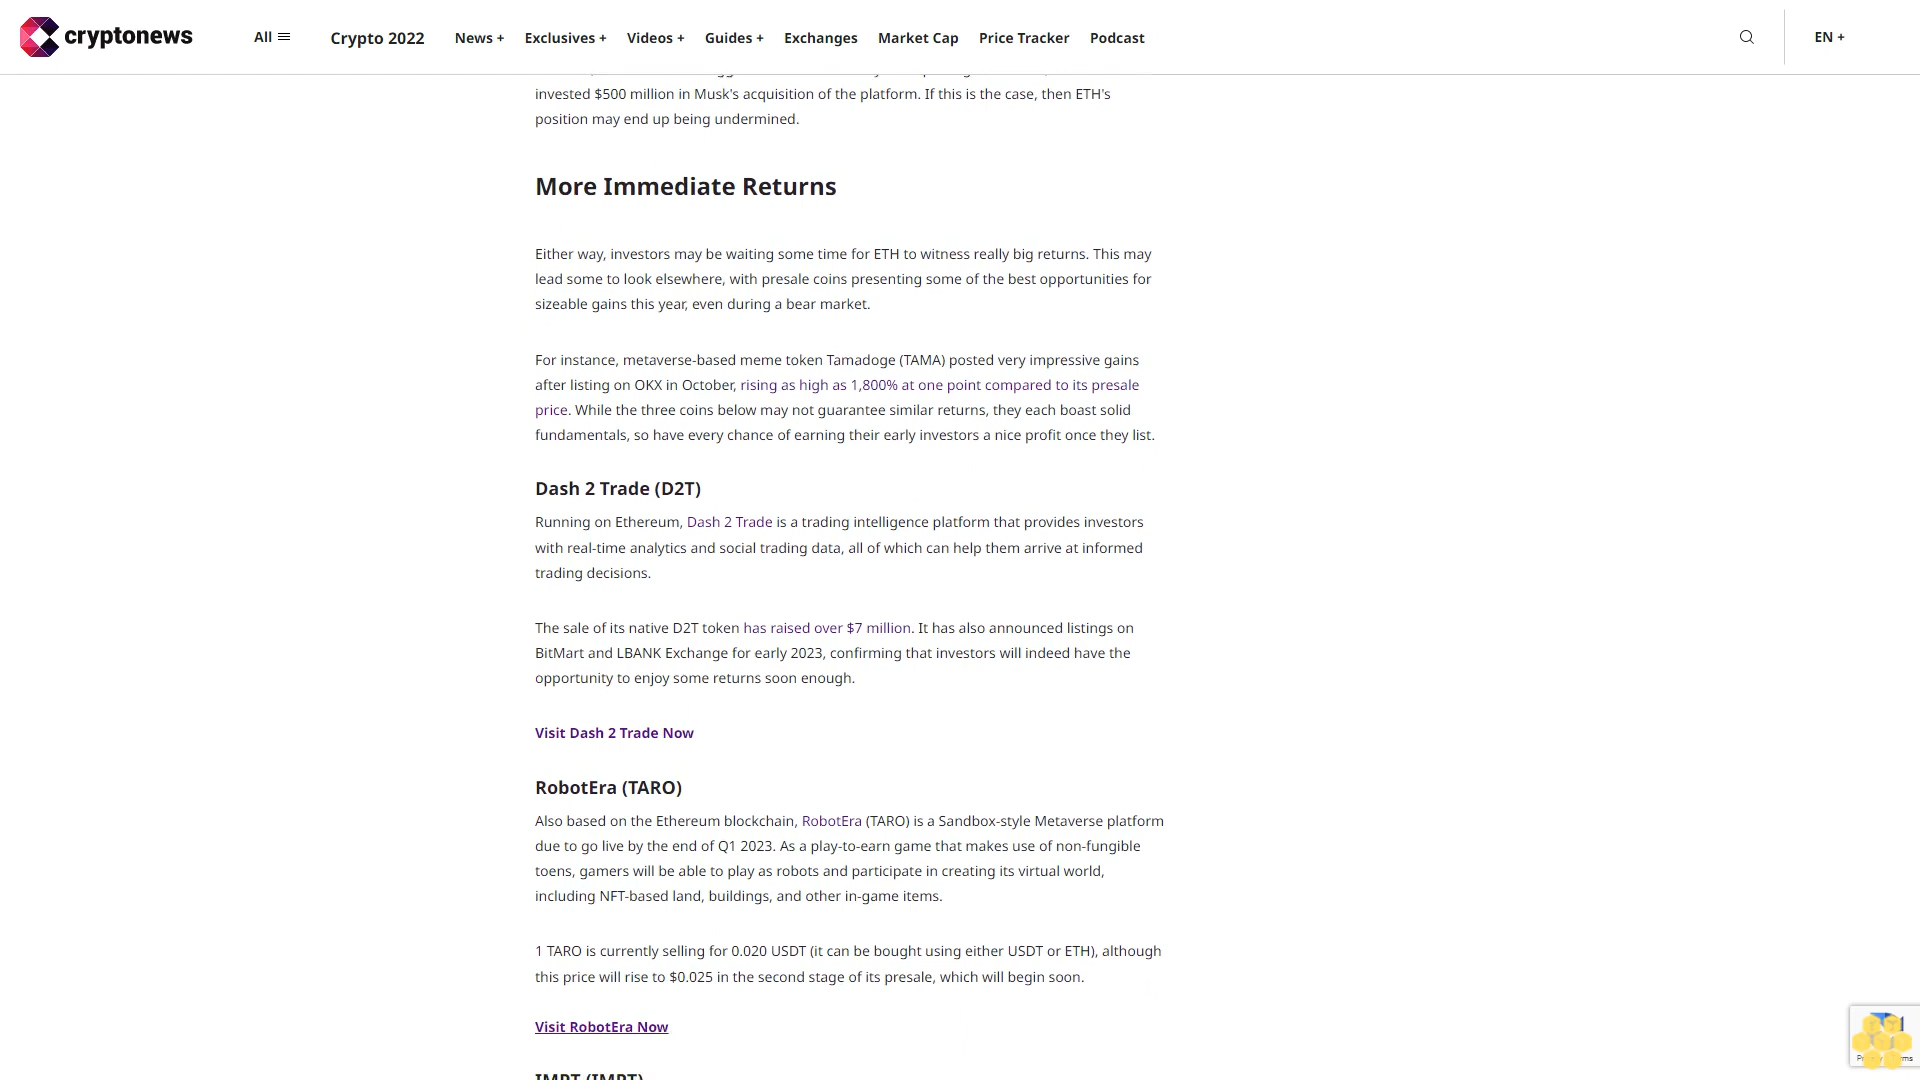 cryptonews
All
Crypto 2022
News +
Exclusives +
Videos +
Guides +
Exchanges
Market Cap
Price Tracker
Podcast
EN +
invested $500 million in Musk's acquisition of the platform. If this is the case, then ETH's
position may end up being undermined.
More Immediate Returns
Either way, investors may be waiting some time for ETH to witness really big returns. This may
lead some to look elsewhere, with presale coins presenting some of the best opportunities for
sizeable gains this year, even during a bear market.
For instance, metaverse-based meme token Tamadoge (TAMA) posted very impressive gains
after listing on OKX in October, rising as high as 1,800% at one point compared to its presale
price. While the three coins below may not guarantee similar returns, they each boast solid
fundamentals, so have every chance of earning their early investors a nice profit once they list.
Dash 2 Trade (D2T)
Running on Ethereum, Dash 2 Trade is a trading intelligence platform that provides investors
with real-time analytics and social trading data, all of which can help them arrive at informed
trading decisions.
The sale of its native D2T token has raised over $7 million. It has also announced listings on
BitMart and LBANK Exchange for early 2023, confirming that investors will indeed have the
opportunity to enjoy some returns soon enough.
Visit Dash 2 Trade Now
RobotEra (TARO)
Also based on the Ethereum blockchain, RobotEra (TARO) is a Sandbox-style Metaverse platform
due to go live by the end of Q1 2023. As a play-to-earn game that makes use of non-fungible
toens, gamers will be able to play as robots and participate in creating its virtual world,
including NFT-based land, buildings, and other in-game items.
1 TARO is currently selling for 0.020 USDT (it can be bought using either USDT or ETH), although
this price will rise to $0.025 in the second stage of its presale, which will begin soon.
Visit RobotEra Now
IMPT (IMPT)